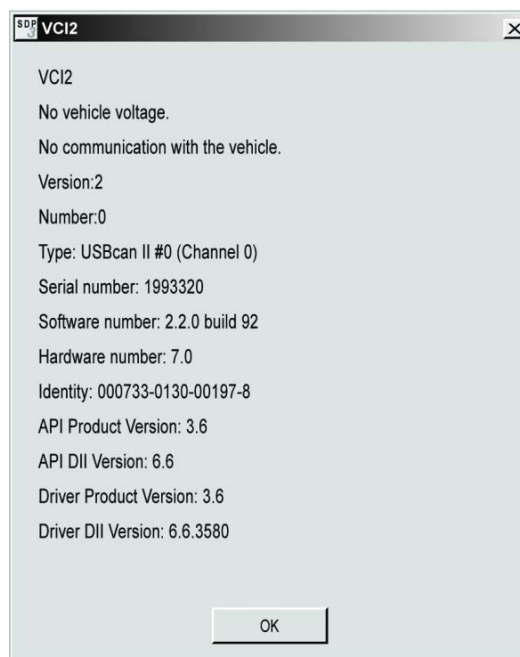 SDP
3
VCI2
VCI2
No vehicle voltage.
No communication with the vehicle.
Version:2
Number:0
Type: USBcan II #0 (Channel 0)
Serial number: 1993320
Software number: 2.2.0 build 92
Hardware number: 7.0
Identity: 000733-0130-00197-8
API Product Version: 3.6
API DII Version: 6.6
Driver Product Version: 3.6
Driver DII Version: 6.6.3580
OK